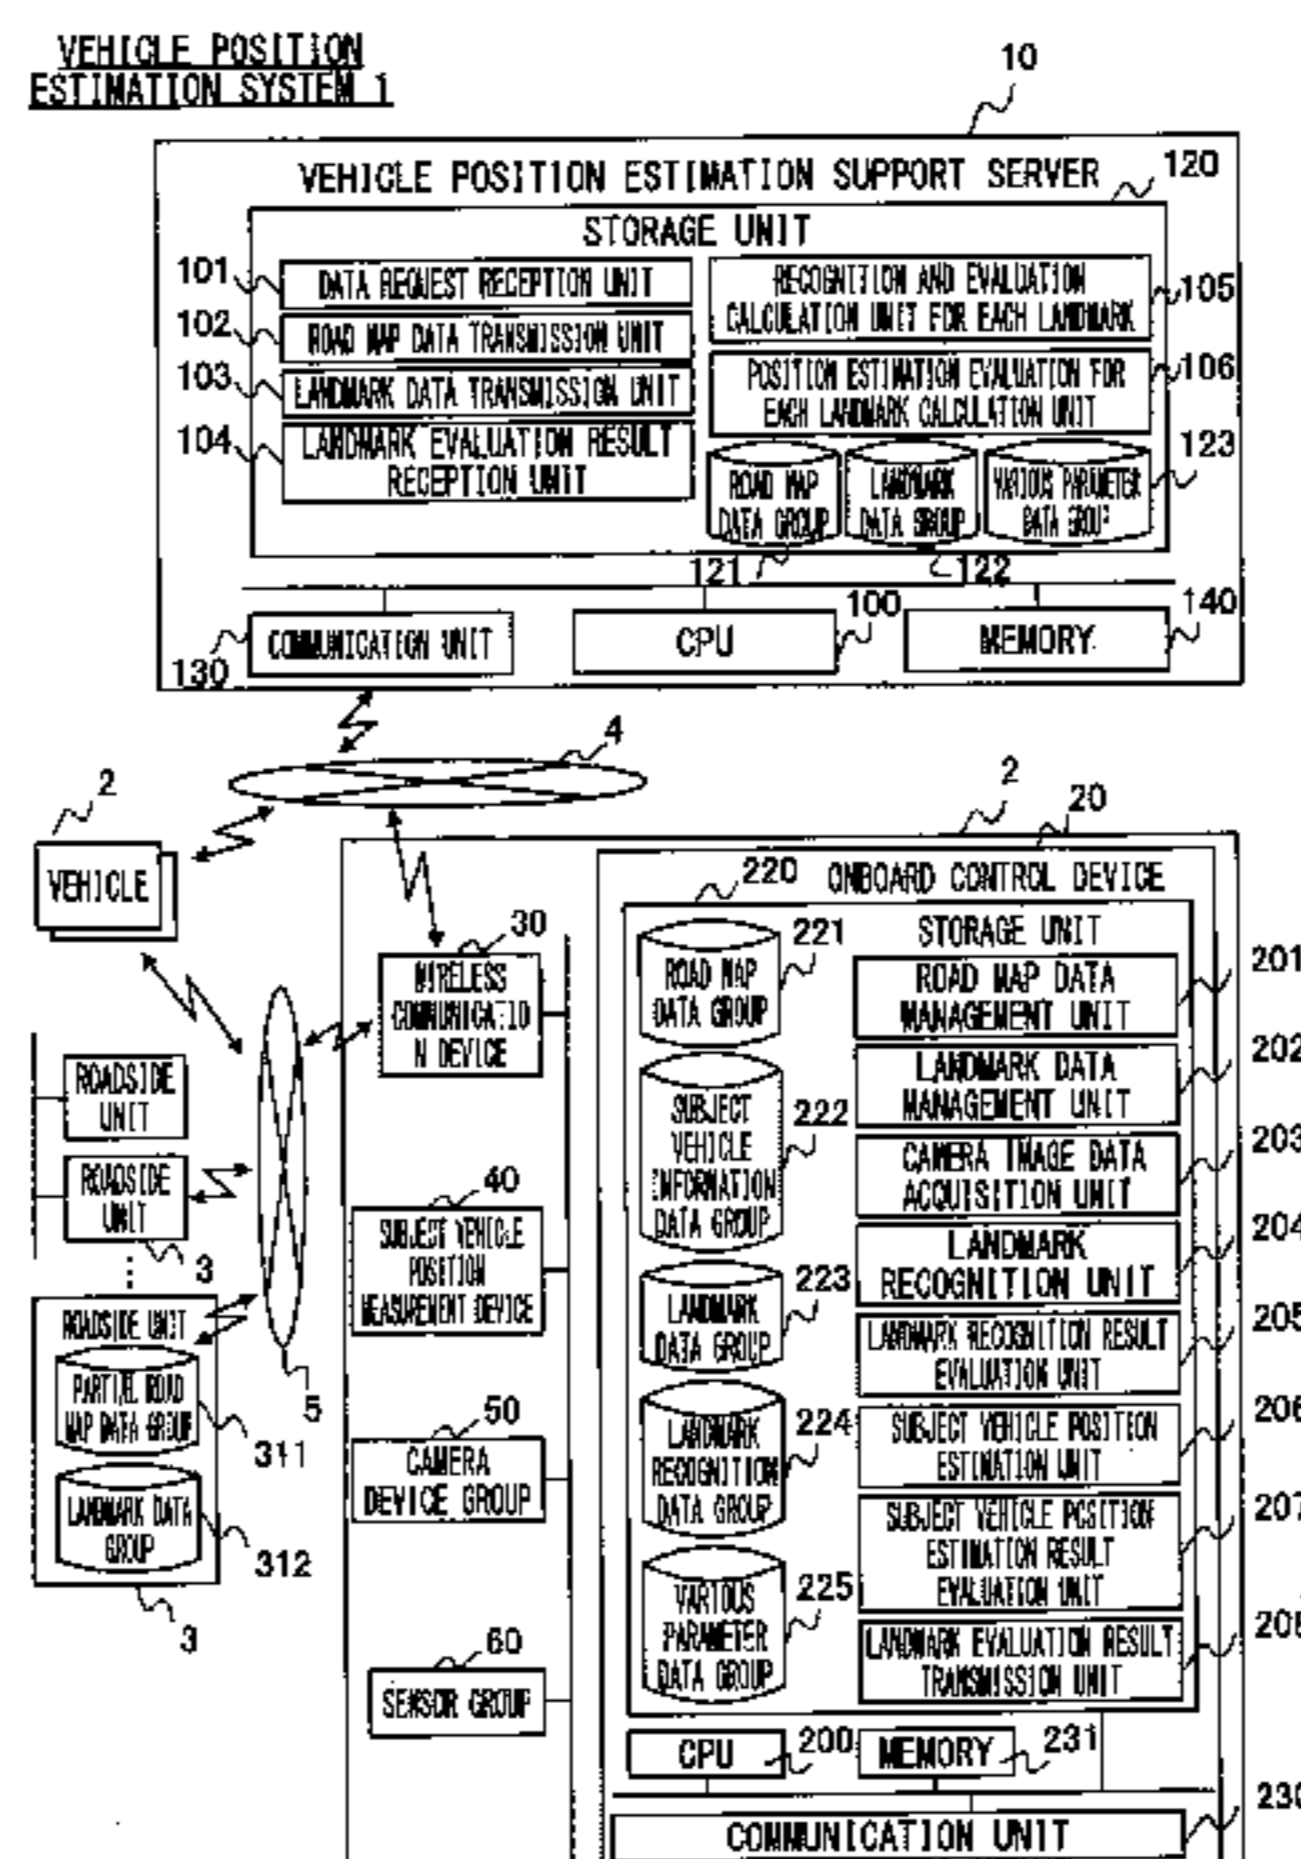 VEHICLE POSITION
ESTIMATION SYSTEM 1
10
VEHICLE POSITION ESTIMATION SUPPORT SERVER
120
STORAGE UNIT
101
DATA REQUEST RECEPTION UNIT
102
ROAD MAP DATA TRANSMISSION UNIT
103
LANDMARK DATA TRANSMISSION UNIT
104
LANDMARK EVALUATION RESULT
RECEPTION UNIT
RECOGNITION AND EVALUATION
CALCULATION UNIT FOR EACH LANDMARK
105
POSITION ESTIMATION EVALUATION FOR
EACH LANDMARK CALCULATION UNIT
106
123
ROAD MAP
DATA GROUP
LANDMARK
DATA GROUP
VARIOUS PARAMETER
DATA GROUP
121
122
COMMUNICATION UNIT
130
CPU
100
MEMORY
140
4
2
VEHICLE
2
20
ONBOARD CONTROL DEVICE
220
STORAGE UNIT
30
WIRELESS
COMMUNICATIO
N DEVICE
ROAD MAP
DATA GROUP
221
ROAD MAP DATA
MANAGEMENT UNIT
201
SUBJECT
VEHICLE
INFORMATION
DATA GROUP
222
LANDMARK DATA
MANAGEMENT UNIT
202
CAMERA IMAGE DATA
ACQUISITION UNIT
203
ROADSIDE
UNIT
ROADSIDE
UNIT
3
40
SUBJECT VEHICLE
POSITION
MEASUREMENT DEVICE
LANDMARK
RECOGNITION UNIT
204
LANDMARK
DATA GROUP
223
LANDMARK RECOGNITION RESULT
EVALUATION UNIT
205
ROADSIDE UNIT
PARTIAL ROAD
MAP DATA GROUP
311
LANDMARK DATA
GROUP
312
3
5
50
CAMERA
DEVICE GROUP
LANDMARK
RECOGNITION
DATA GROUP
224
SUBJECT VEHICLE POSITION
ESTIMATION UNIT
206
SUBJECT VEHICLE POSITION
ESTIMATION RESULT
EVALUATION UNIT
207
VARIOUS
PARAMETER
DATA GROUP
225
60
SENSOR GROUP
LANDMARK EVALUATION RESULT
TRANSMISSION UNIT
208
CPU
200
MEMORY
231
COMMUNICATION UNIT
230